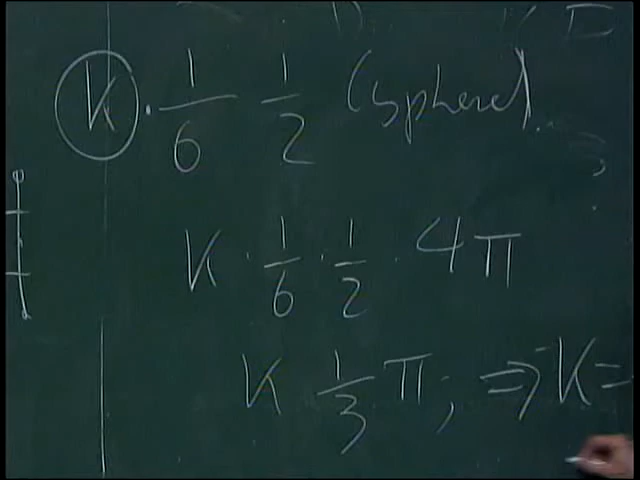 K · 1/6 1/2 (sphere)
K · 1/6 · 1/2 · 4π
K 1/3 π; ⇒ K =